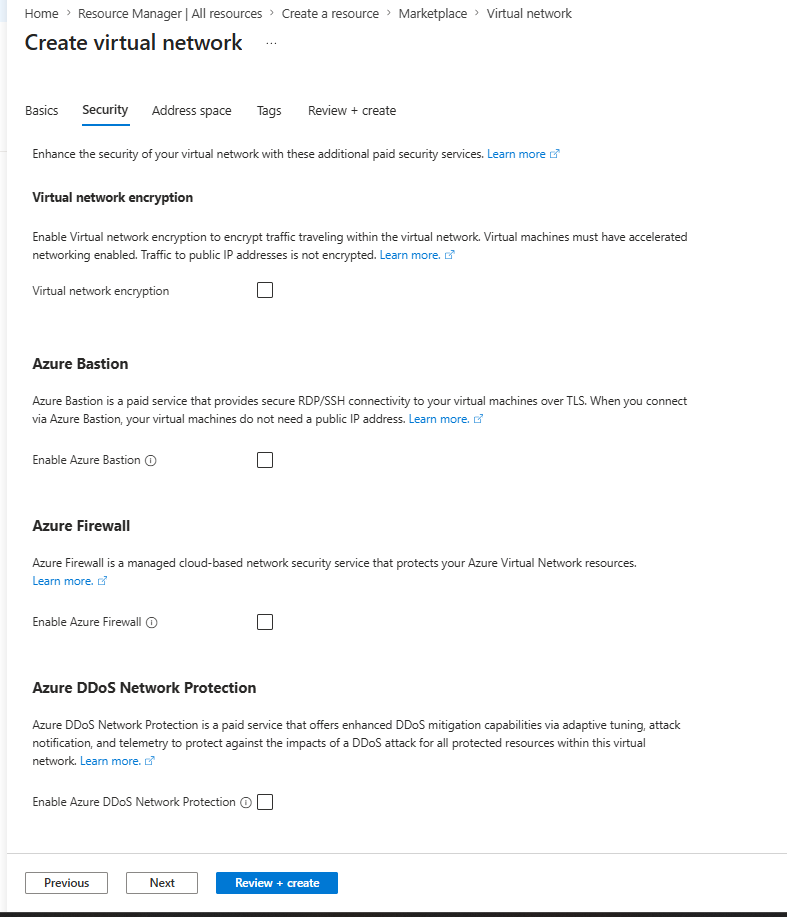 Home > Resource Manager | All resources > Create a resource > Marketplace > Virtual network
Create virtual network ...
Basics Security Address space Tags Review + create
Enhance the security of your virtual network with these additional paid security services. Learn more
Virtual network encryption
Enable Virtual network encryption to encrypt traffic traveling within the virtual network. Virtual machines must have accelerated
networking enabled. Traffic to public IP addresses is not encrypted. Learn more.
Virtual network encryption
Azure Bastion
Azure Bastion is a paid service that provides secure RDP/SSH connectivity to your virtual machines over TLS. When you connect
via Azure Bastion, your virtual machines do not need a public IP address. Learn more.
Enable Azure Bastion
Azure Firewall
Azure Firewall is a managed cloud-based network security service that protects your Azure Virtual Network resources.
Learn more.
Enable Azure Firewall
Azure DDoS Network Protection
Azure DDoS Network Protection is a paid service that offers enhanced DDoS mitigation capabilities via adaptive tuning, attack
notification, and telemetry to protect against the impacts of a DDoS attack for all protected resources within this virtual
network. Learn more.
Enable Azure DDoS Network Protection
Previous Next Review + create